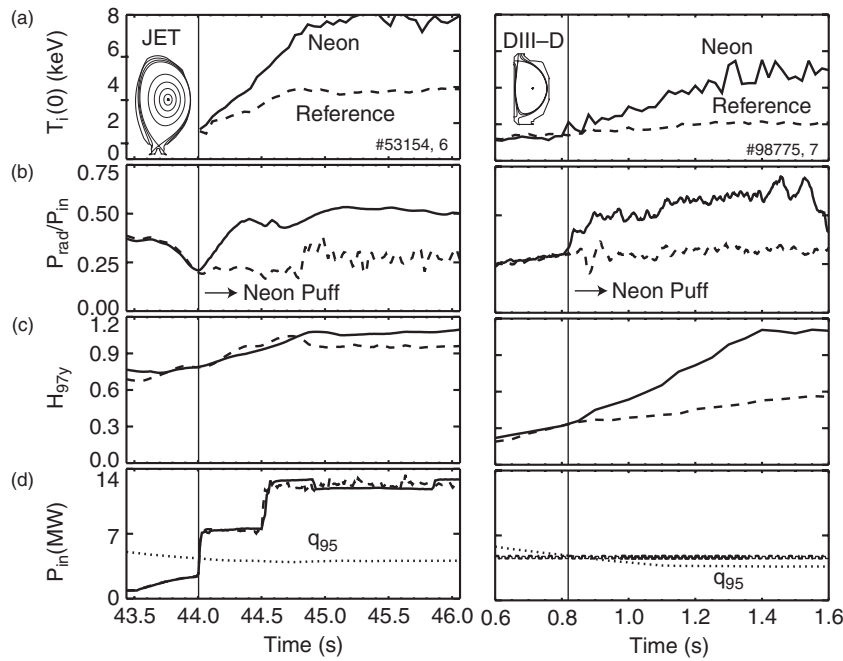 (a)
T_i(0) (keV)
8
6
4
2
0
JET
Neon
Reference
#53154, 6
DIII–D
Neon
Reference
#98775, 7
(b)
P_rad/P_in
0.75
0.50
0.25
0.00
Neon Puff
Neon Puff
(c)
H_97y
1.2
0.9
0.6
0.3
0.0
(d)
P_in(MW)
14
7
0
q_95
q_95
43.5 44.0 44.5 45.0 45.5 46.0
Time (s)
0.6 0.8 1.0 1.2 1.4 1.6
Time (s)